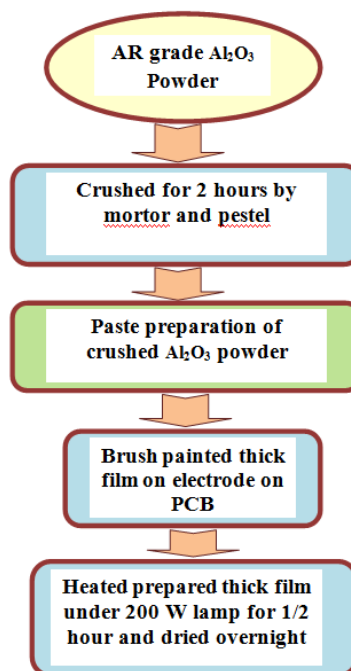 AR grade Al₂O₃
Powder
Crushed for 2 hours by
mortor and pestel
Paste preparation of
crushed Al₂O₃ powder
Brush painted thick
film on electrode on
PCB
Heated prepared thick film
under 200 W lamp for 1/2
hour and dried overnight